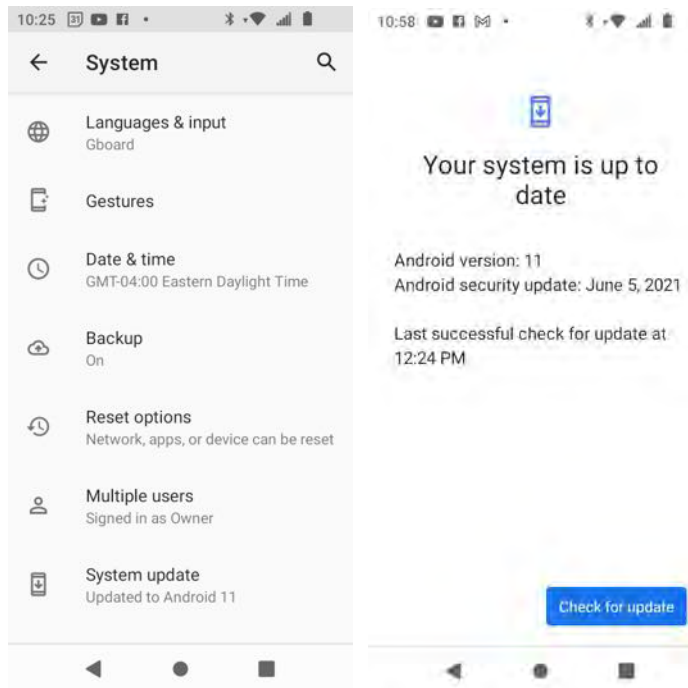 10:25 31
System
Languages & input
Gboard
Gestures
Date & time
GMT-04:00 Eastern Daylight Time
Backup
On
Reset options
Network, apps, or device can be reset
Multiple users
Signed in as Owner
System update
Updated to Android 11
10:58
Your system is up to
date
Android version: 11
Android security update: June 5, 2021
Last successful check for update at
12:24 PM
Check for update